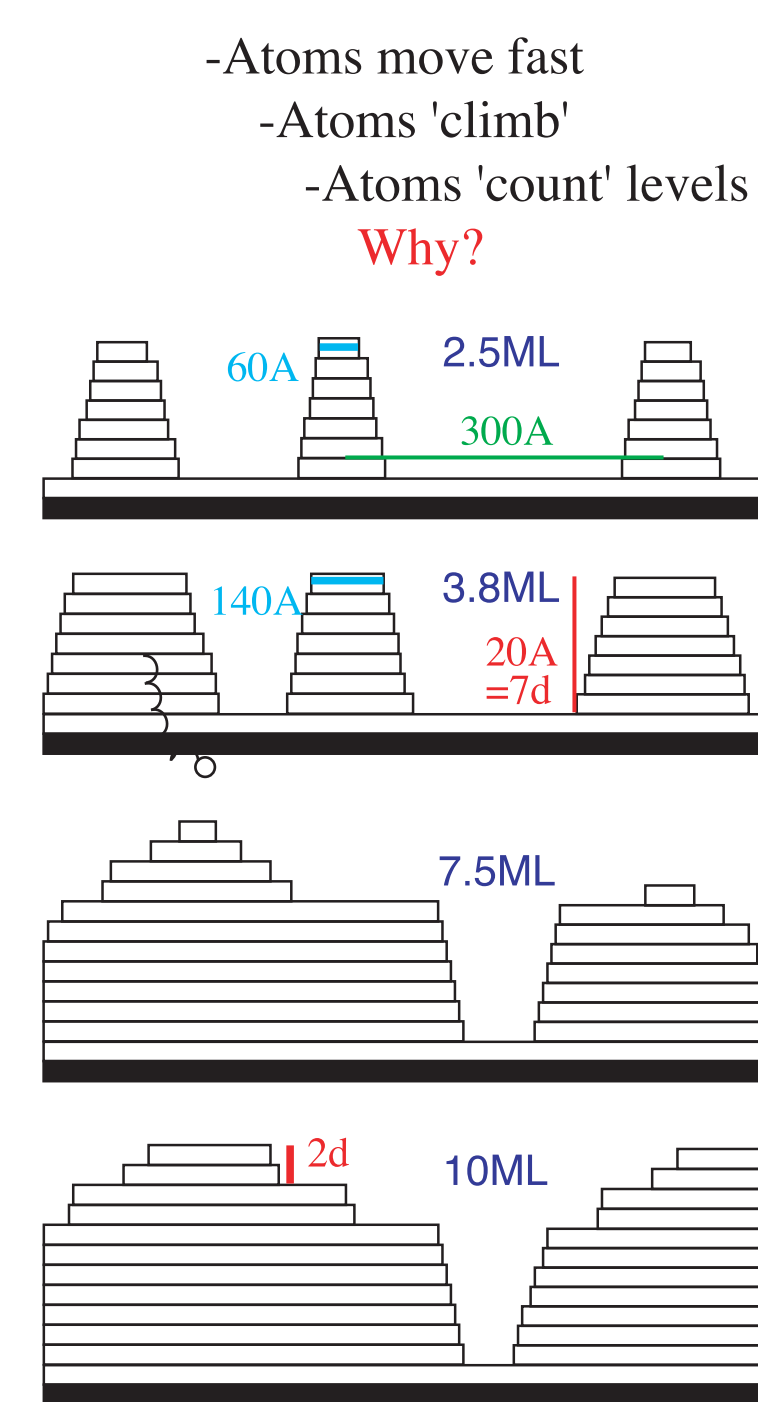 -Atoms move fast
-Atoms 'climb'
-Atoms 'count' levels
Why?
60A
2.5ML
300A
140A
3.8ML
20A
=7d
7.5ML
2d
10ML